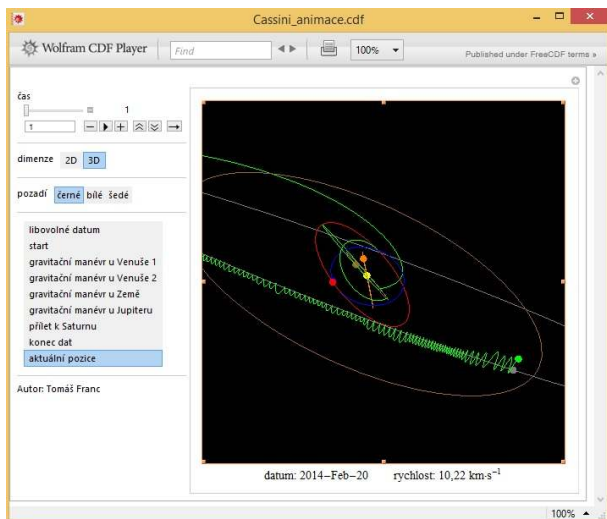 Cassini_animace.cdf
Wolfram CDF Player
Find
100%
Published under FreeCDF terms »
čas
1
1
dimenze 2D 3D
pozadí černé bílé šedé
libovolné datum
start
gravitační manévr u Venuše 1
gravitační manévr u Venuše 2
gravitační manévr u Země
gravitační manévr u Jupiteru
přílet k Saturnu
konec dat
aktuální pozice
Autor: Tomáš Franc
datum: 2014–Feb–20 rychlost: 10,22 km·s⁻¹
100%